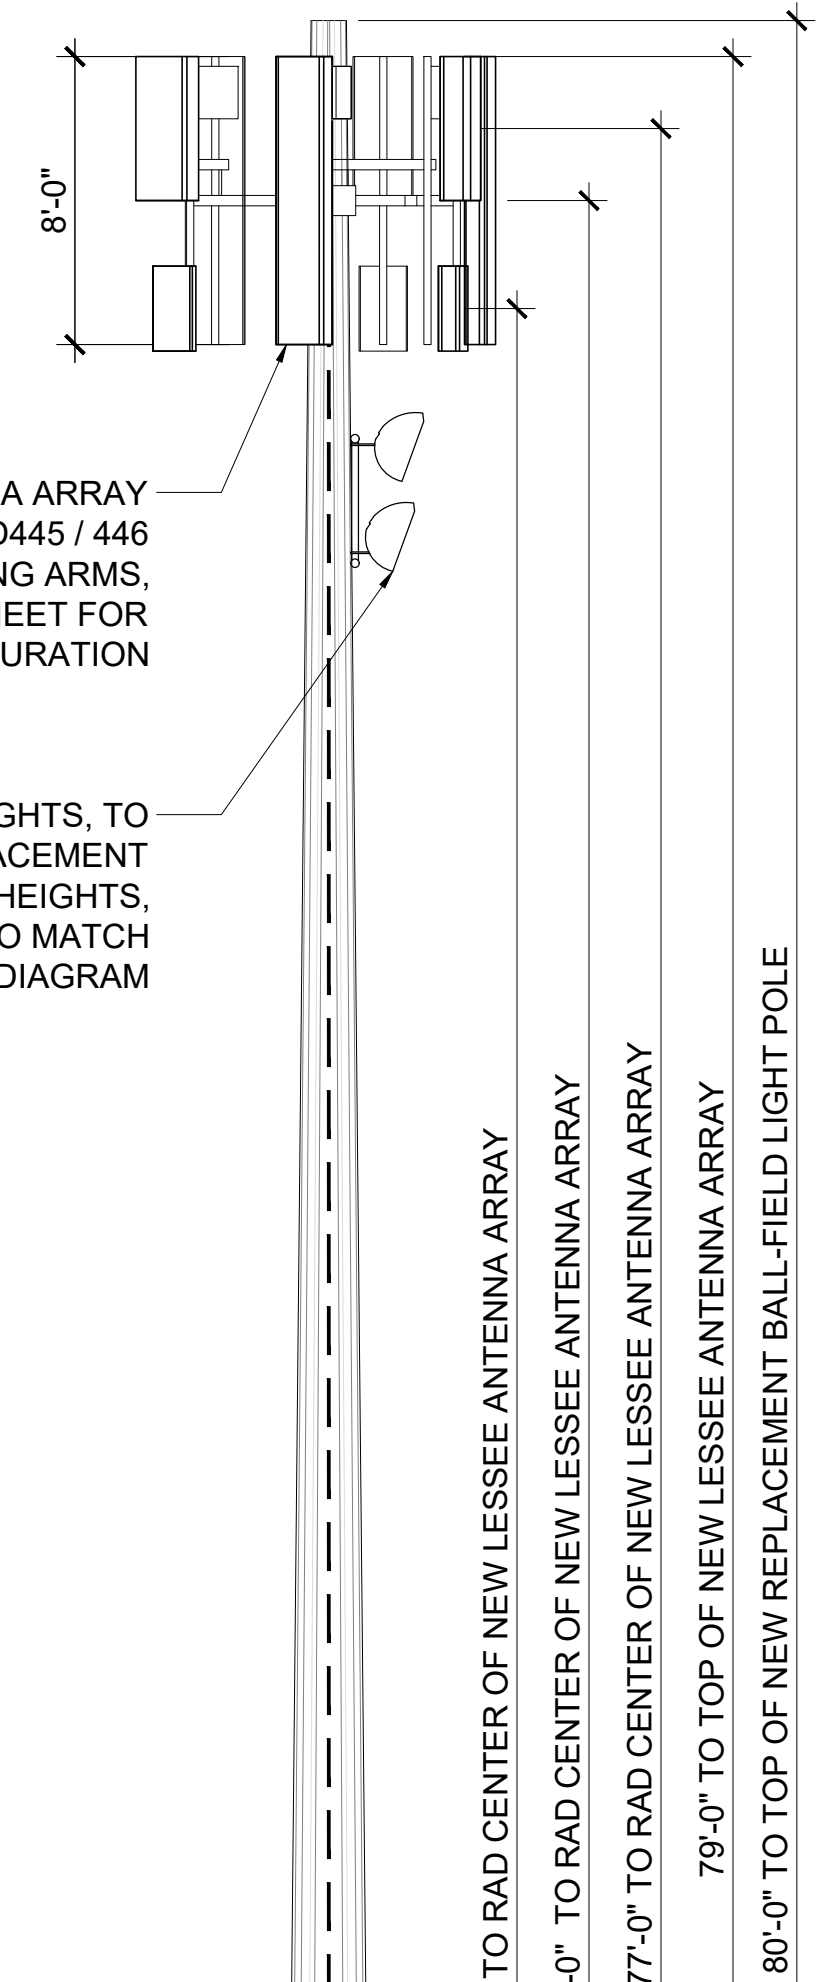 8'-0"
A ARRAY
445 / 446
NG ARMS,
EET FOR
URATION
GHTS, TO
ACEMENT
HEIGHTS,
O MATCH
DIAGRAM
TO RAD CENTER OF NEW LESSEE ANTENNA ARRAY
-0" TO RAD CENTER OF NEW LESSEE ANTENNA ARRAY
77'-0" TO RAD CENTER OF NEW LESSEE ANTENNA ARRAY
79'-0" TO TOP OF NEW LESSEE ANTENNA ARRAY
80'-0" TO TOP OF NEW REPLACEMENT BALL-FIELD LIGHT POLE